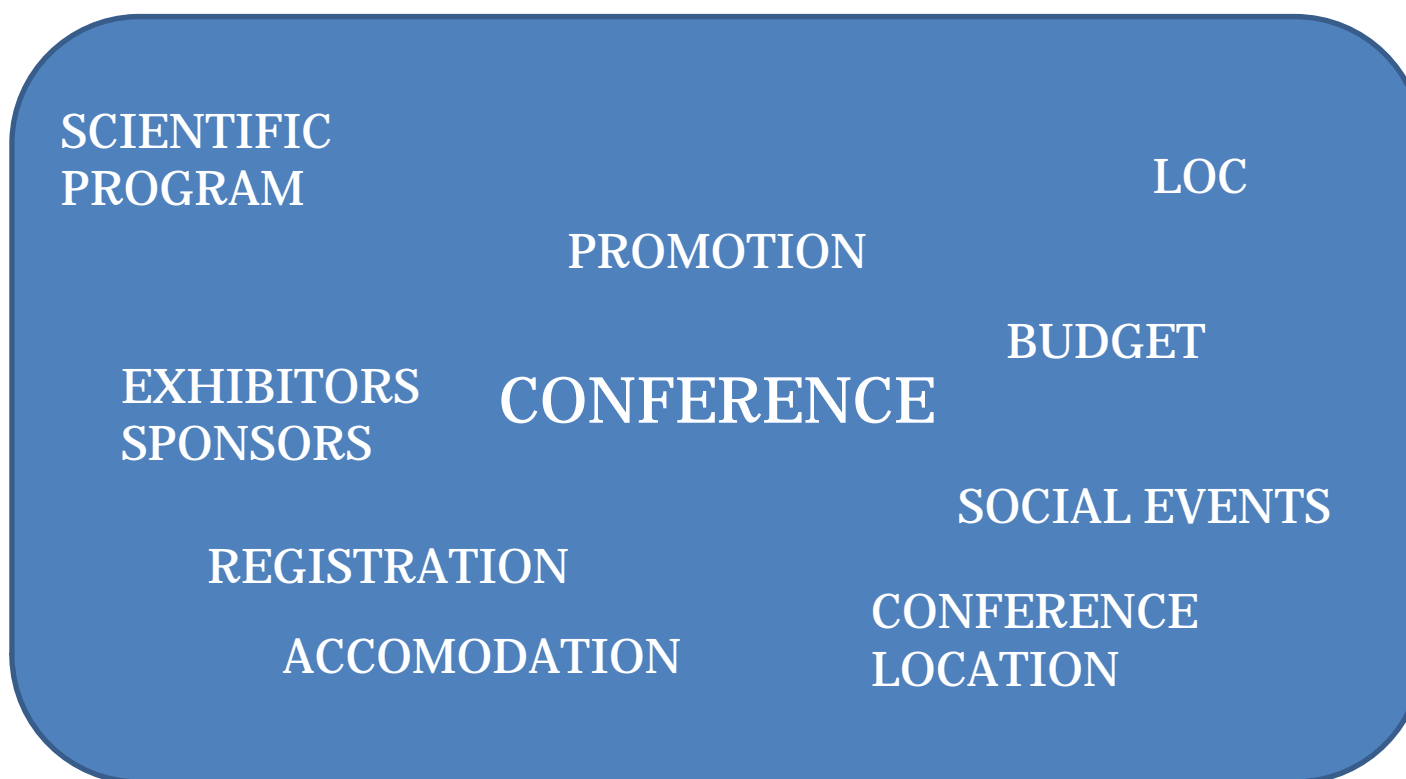 SCIENTIFIC
PROGRAM
LOC
PROMOTION
BUDGET
EXHIBITORS
SPONSORS
CONFERENCE
SOCIAL EVENTS
REGISTRATION
CONFERENCE
LOCATION
ACCOMODATION